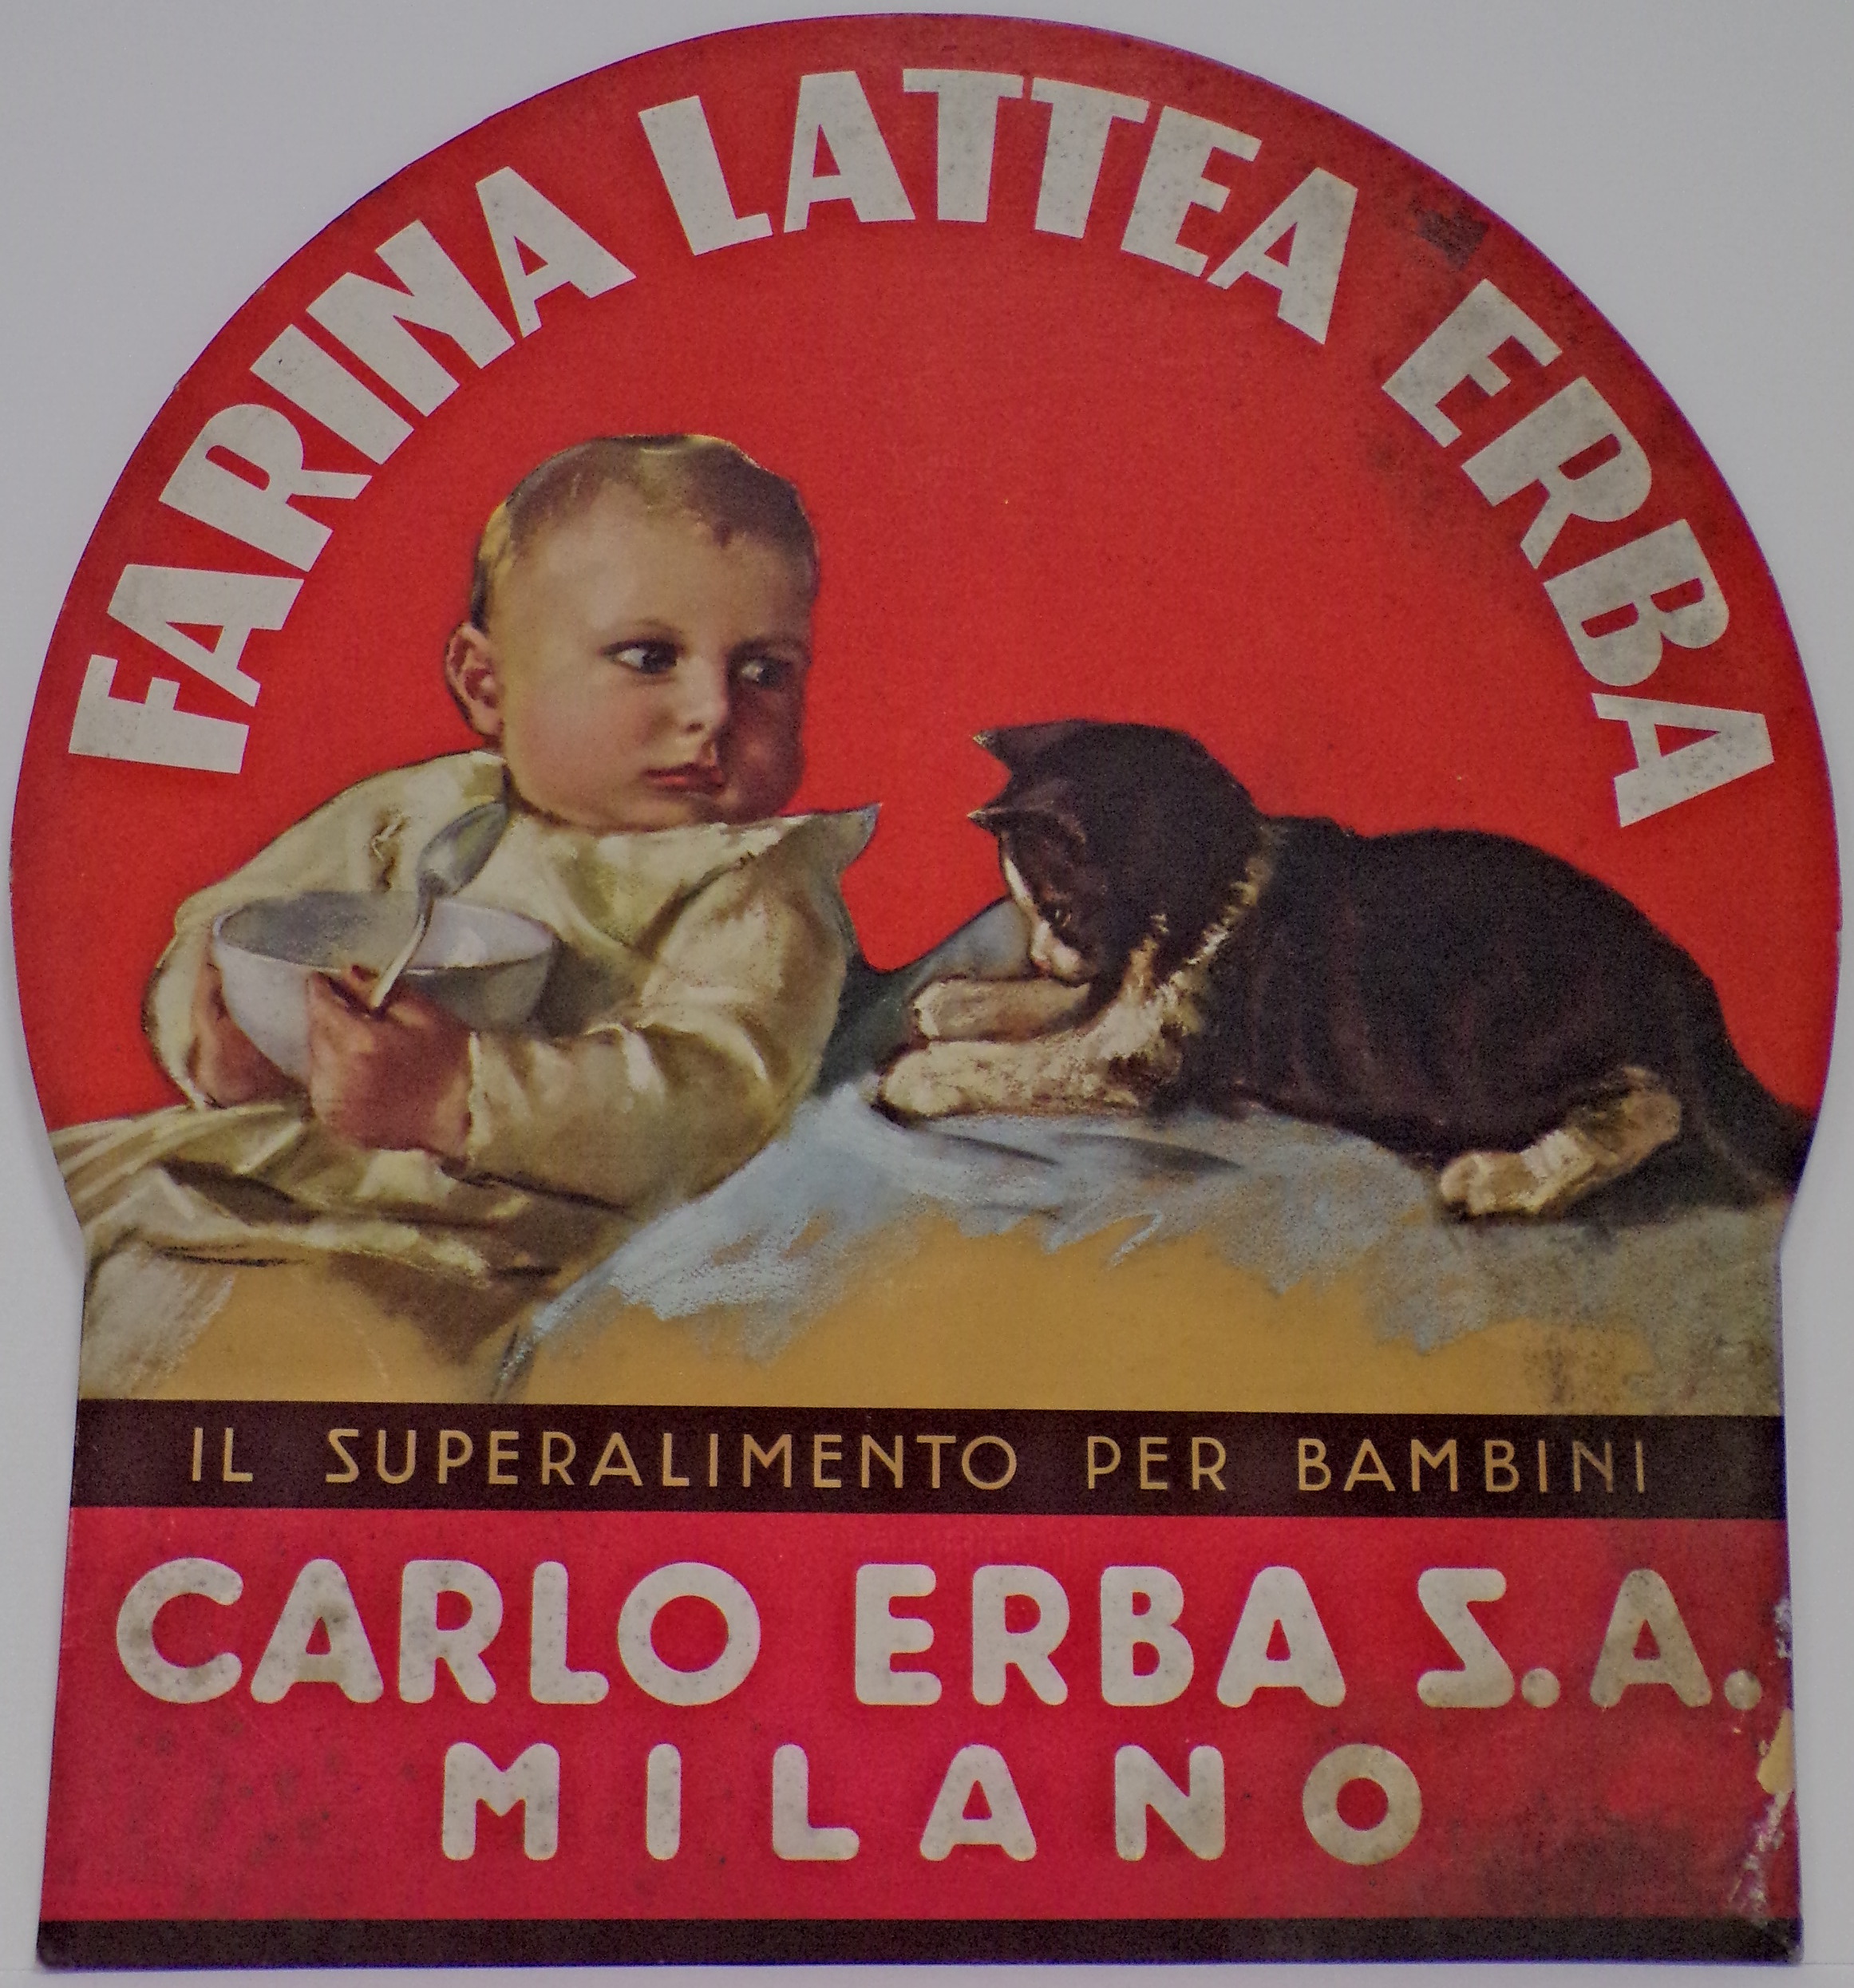 FARINA LATTEA ERBA
IL SUPERALIMENTO PER BAMBINI
CARLO ERBA S.A.
MILANO